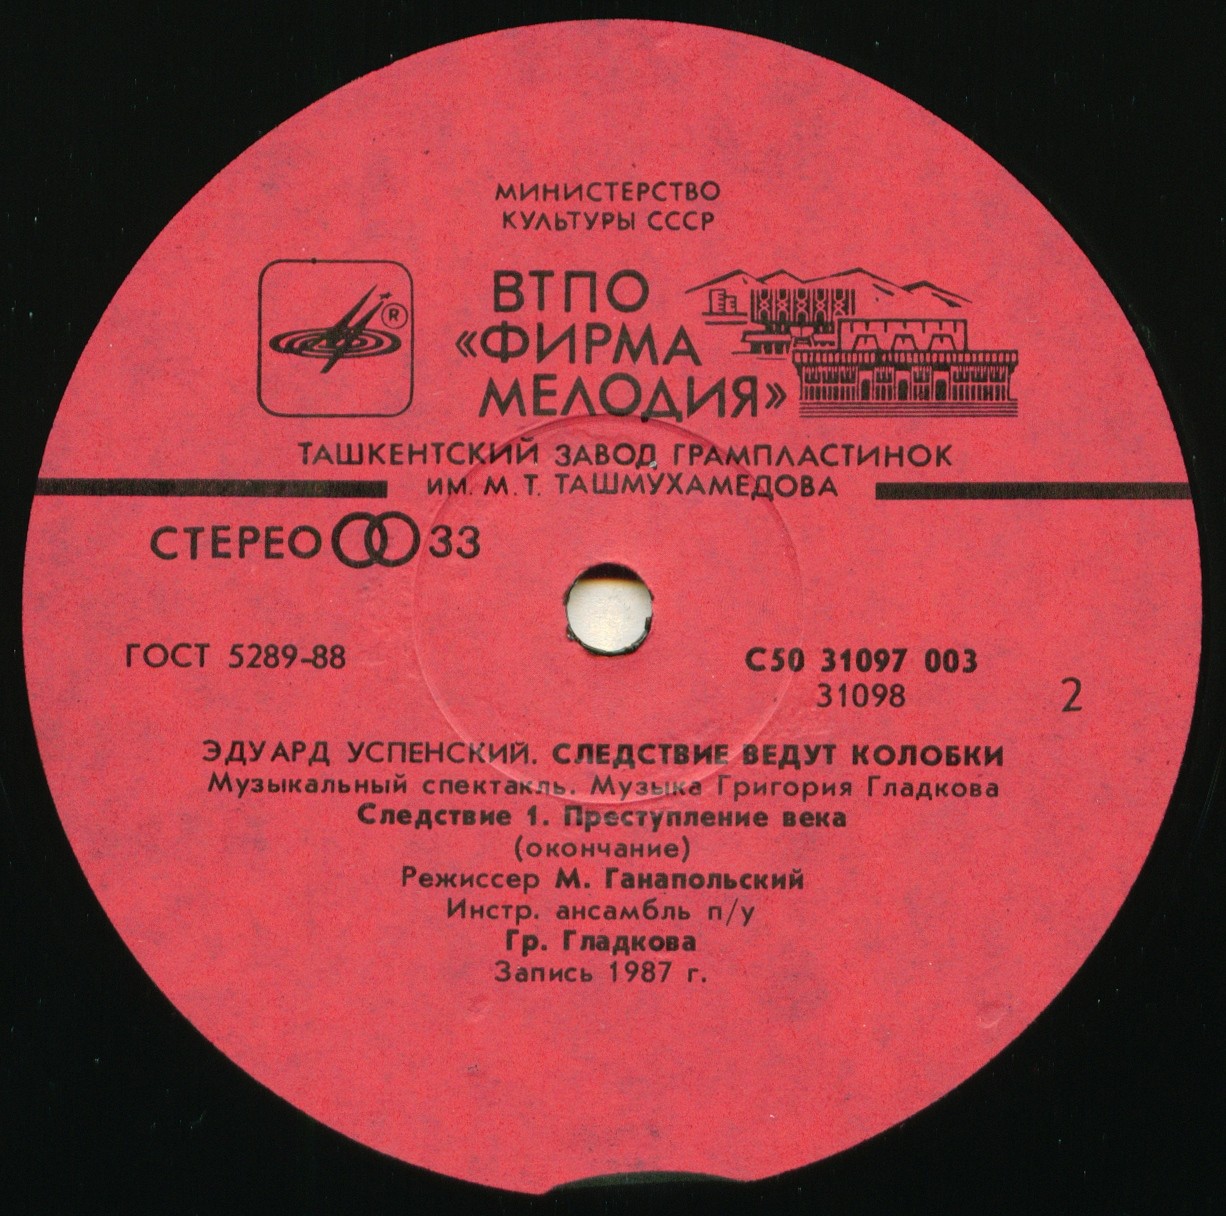 МИНИСТЕРСТВО
КУЛЬТУРЫ СССР
ВТПО
«ФИРМА
МЕЛОДИЯ»
®
ТАШКЕНТСКИЙ ЗАВОД ГРАМПЛАСТИНОК
ИМ. М. Т. ТАШМУХАМЕДОВА
СТЕРЕО 33
ГОСТ 5289-88
С50 31097 003
31098
2
ЭДУАРД УСПЕНСКИЙ. СЛЕДСТВИЕ ВЕДУТ КОЛОБКИ
Музыкальный спектакль. Музыка Григория Гладкова
Следствие 1. Преступление века
(окончание)
Режиссер М. Ганапольский
Инстр. ансамбль п/у
Гр. Гладкова
Запись 1987 г.